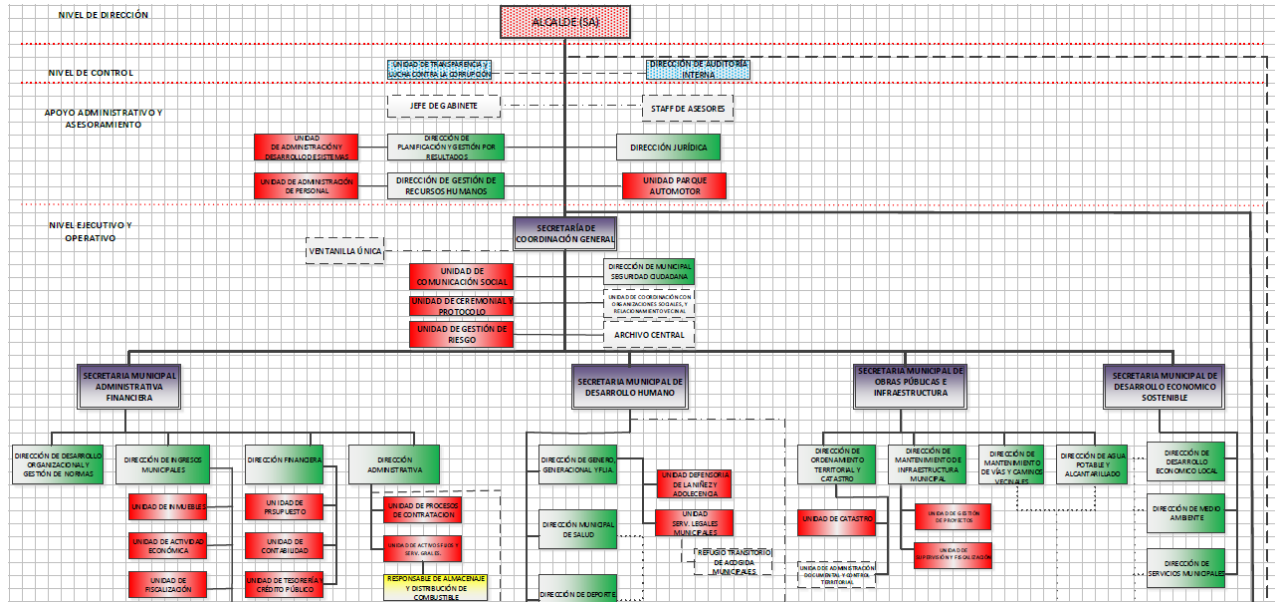 NIVEL DE DIRECCIÓN
ALCALDE (SA)
NIVEL DE CONTROL
UNIDAD DE TRANSPARENCIA Y
LUCHA CONTRA LA CORRUPCIÓN
DIRECCIÓN DE AUDITORÍA
INTERNA
APOYO ADMINISTRATIVO Y
ASESORAMIENTO
JEFE DE GABINETE
STAFF DE ASESORES
UNIDAD
DE ADMINISTRACIÓN Y
DESARROLLO DE SISTEMAS
DIRECCIÓN DE
PLANIFICACIÓN Y GESTIÓN POR
RESULTADOS
DIRECCIÓN JURÍDICA
UNIDAD DE ADMINISTRACIÓN
DE PERSONAL
DIRECCIÓN DE GESTIÓN DE
RECURSOS HUMANOS
UNIDAD PARQUE
AUTOMOTOR
NIVEL EJECUTIVO Y
OPERATIVO
SECRETARÍA DE
COORDINACIÓN GENERAL
VENTANILLA ÚNICA
UNIDAD DE
COMUNICACIÓN SOCIAL
DIRECCIÓN DE MUNICIPAL
SEGURIDAD CIUDADANA
UNIDAD DE CEREMONIAL Y
PROTOCOLO
UNIDAD DE COORDINACIÓN CON
ORGANIZACIONES SOCIALES, Y
RELACIONAMIENTO VECINAL
UNIDAD DE GESTIÓN DE
RIESGO
ARCHIVO CENTRAL
SECRETARIA MUNICIPAL
ADMINISTRATIVA
FINANCIERA
SECRETARIA MUNICIPAL DE
DESARROLLO HUMANO
SECRETARIA MUNICIPAL DE
OBRAS PÚBLICAS E
INFRAESTRUCTURA
SECRETARIA MUNICIPAL DE
DESARROLLO ECONOMICO
SOSTENIBLE
DIRECCIÓN DE DESARROLLO
ORGANIZACIONAL Y
GESTIÓN DE NORMAS
DIRECCIÓN DE INGRESOS
MUNICIPALES
DIRECCIÓN FINANCIERA
DIRECCIÓN
ADMINISTRATIVA
DIRECCIÓN DE GENERO,
GENERACIONAL Y FLIA.
DIRECCIÓN DE
ORDENAMIENTO
TERRITORIAL Y
CATASTRO
DIRECCIÓN DE
MANTENIMIENTO DE
INFRAESTRUCTURA
MUNICIPAL
DIRECCIÓN DE
MANTENIMIENTO
DE VÍAS Y CAMINOS
VECINALES
DIRECCIÓN DE AGUA
POTABLE Y
ALCANTARILLADO
DIRECCIÓN DE
DESARROLLO
ECONOMICO LOCAL
UNIDAD DE INMUEBLES
UNIDAD DE
PRSUPUESTO
UNIDAD DE PROCESOS
DE CONTRATACION
UNIDAD DEFENSORIA
DE LA NIÑEZ Y
ADOLECENCIA
UNIDAD DE ACTIVIDAD
ECONÓMICA
UNIDAD DE
CONTABILIDAD
UNIDAD DE ACTIVOS FIJOS Y
SERV. GRALES.
DIRECCIÓN MUNICIPAL
DE SALUD
UNIDAD
SERV. LEGALES
MUNICIPALES
UNIDAD DE CATASTRO
UNIDAD DE GESTIÓN
DE PROYECTOS
DIRECCIÓN DE MEDIO
AMBIENTE
REFUGIO TRANSITORIO
DE ACOGIDA
MUNICIPALES
UNIDAD DE
SUPERVISIÓN Y FISCALIZACIÓN
UNIDAD DE
FISCALIZACIÓN
UNIDAD DE TESORERÍA Y
CRÉDITO PÚBLICO
RESPONSABLE DE ALMACENAJE
Y DISTRIBUCIÓN DE
COMBUSTIBLE
DIRECCIÓN DE DEPORTE,
UNIDAD DE ADMINISTRACIÓN
DOCUMENTAL Y CONTROL
TERRITORIAL
DIRECCIÓN DE
SERVICIOS MUNICIPALES